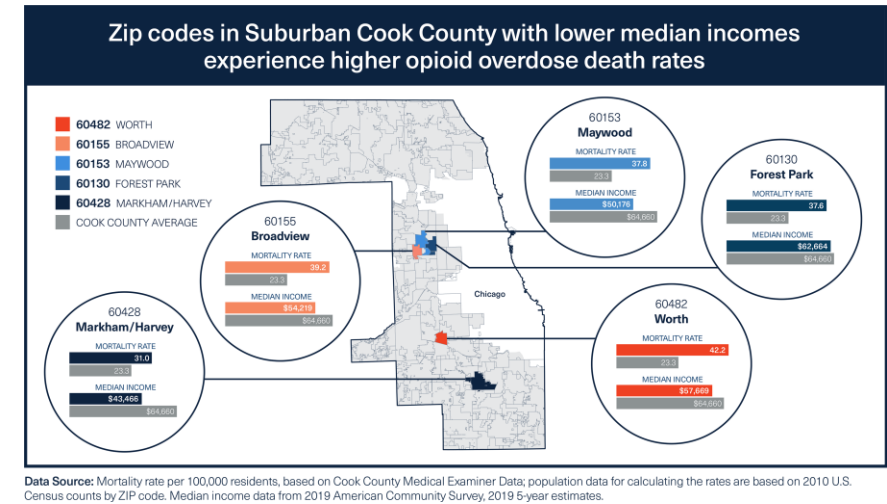 Zip codes in Suburban Cook County with lower median incomes
experience higher opioid overdose death rates
60482 WORTH
60155 BROADVIEW
60153 MAYWOOD
60130 FOREST PARK
60428 MARKHAM/HARVEY
COOK COUNTY AVERAGE
60153
Maywood
MORTALITY RATE
37.8
23.3
MEDIAN INCOME
$50,176
$64,660
60130
Forest Park
MORTALITY RATE
37.6
23.3
MEDIAN INCOME
$62,664
$64,660
60155
Broadview
MORTALITY RATE
39.2
23.3
MEDIAN INCOME
$54,219
$64,660
Chicago
60428
Markham/Harvey
MORTALITY RATE
31.0
23.3
MEDIAN INCOME
$43,466
$64,660
60482
Worth
MORTALITY RATE
42.2
23.3
MEDIAN INCOME
$57,669
$64,660
Data Source: Mortality rate per 100,000 residents, based on Cook County Medical Examiner Data; population data for calculating the rates are based on 2010 U.S.
Census counts by ZIP code. Median income data from 2019 American Community Survey, 2019 5-year estimates.